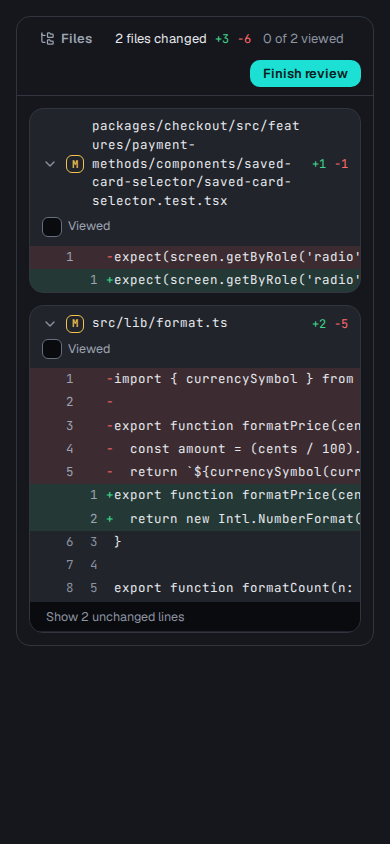 Files 2 files changed +3 -6 0 of 2 viewed
Finish review
packages/checkout/src/feat
ures/payment-
M methods/components/saved- +1 -1
card-selector/saved-card-
selector.test.tsx
Viewed
1 -expect(screen.getByRole('radio'
1 +expect(screen.getByRole('radio'
M src/lib/format.ts +2 -5
Viewed
1 -import { currencySymbol } from
2 -
3 -export function formatPrice(cen
4 -  const amount = (cents / 100).
5 -  return `${currencySymbol(curr
1 +export function formatPrice(cen
2 +  return new Intl.NumberFormat(
6 3 }
7 4
8 5 export function formatCount(n:
Show 2 unchanged lines